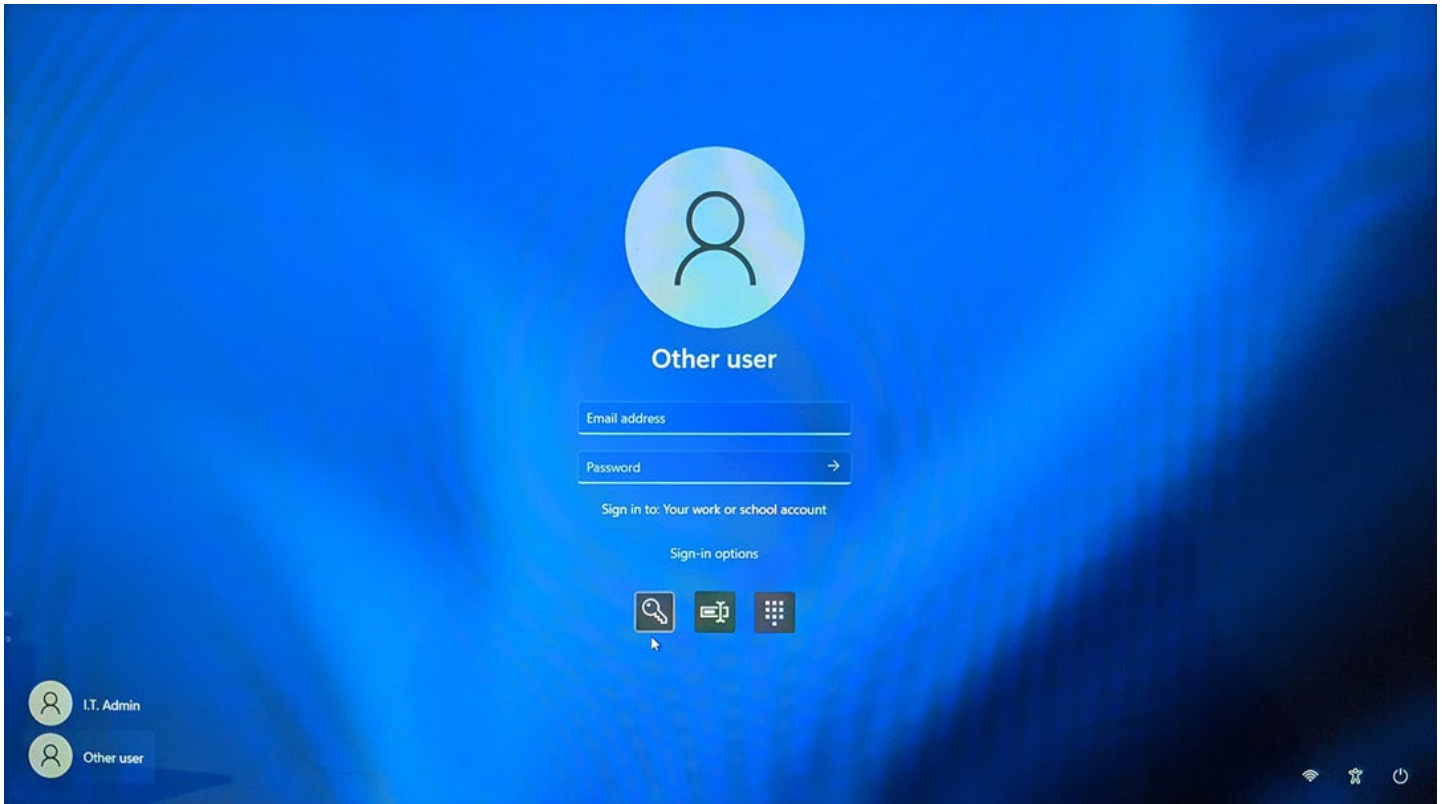 Other user
Email address
Password
Sign in to: Your work or school account
Sign-in options
I.T. Admin
Other user